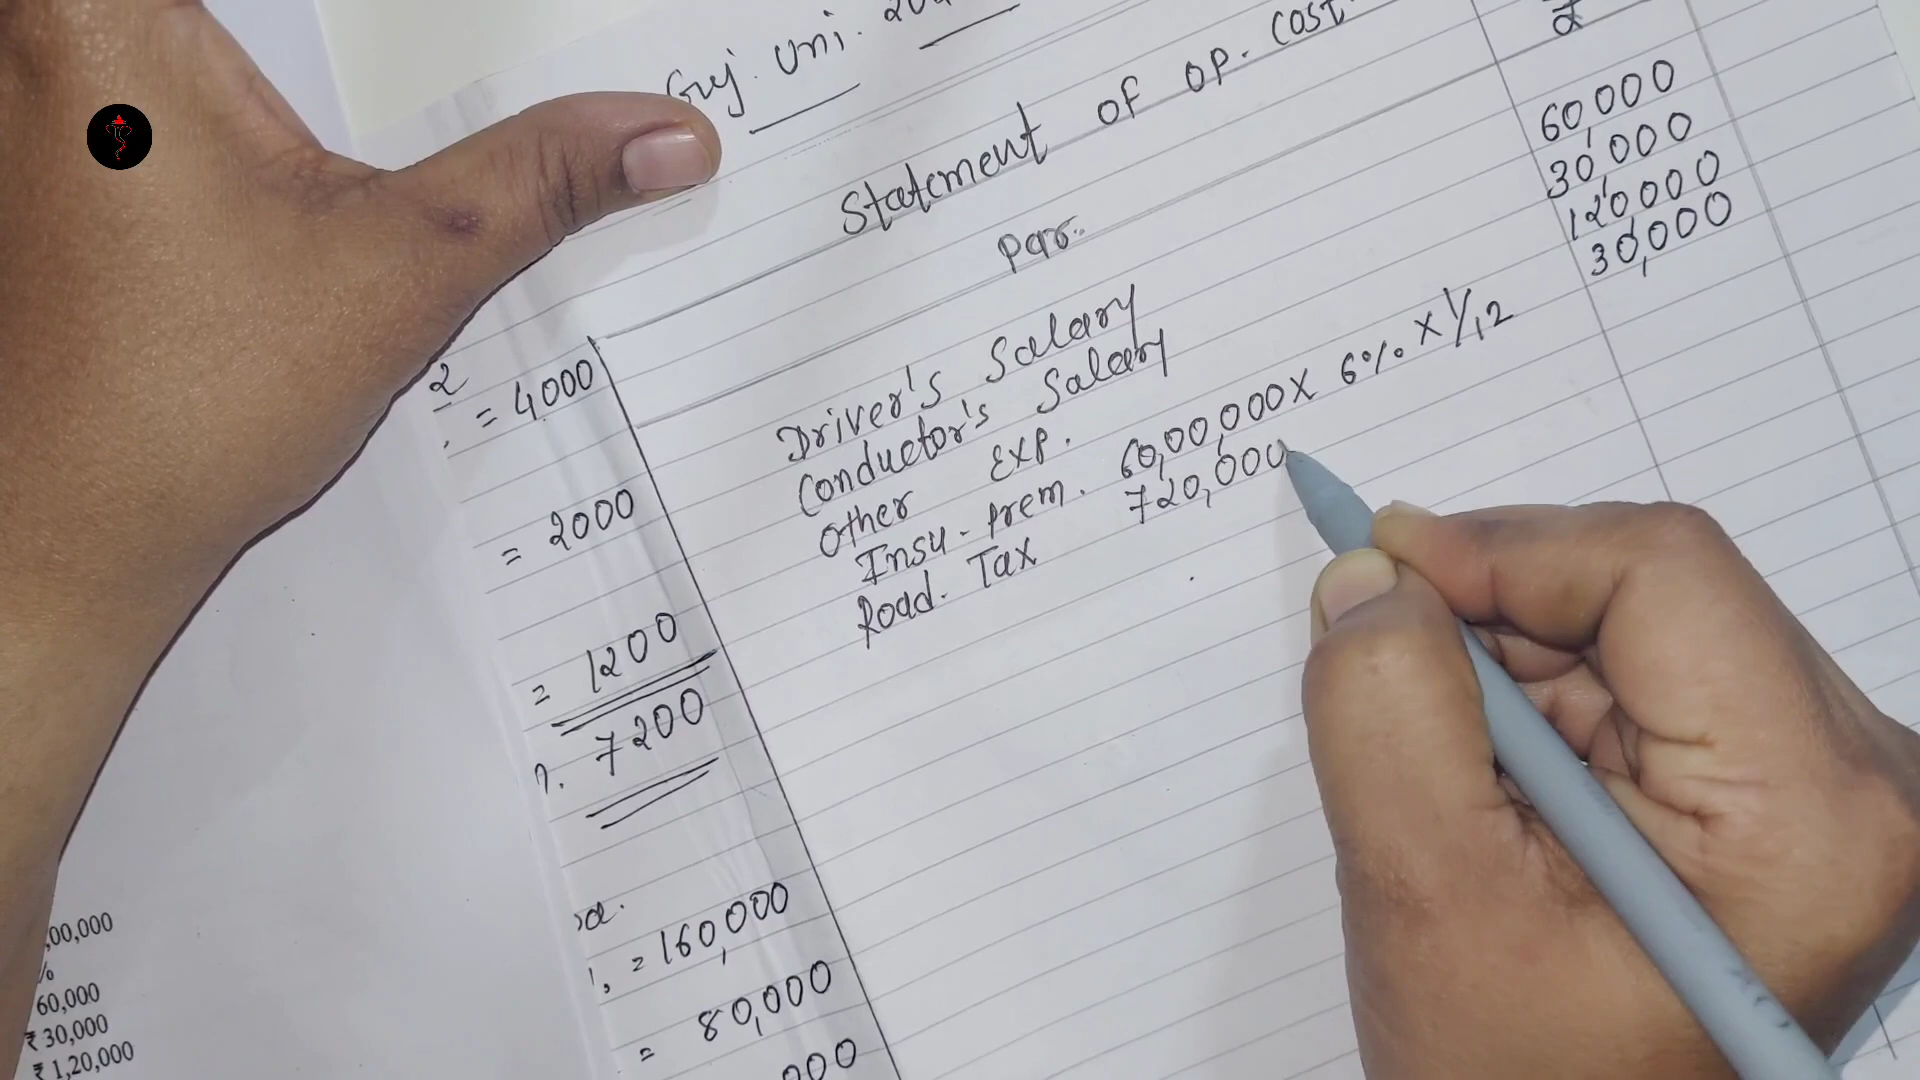 Guj. Uni.
Statement of OP. COST
₹
Par.
Driver's Salary 60,000
Conductor's Salary 30,000
Other Exp. 120000
Insu. Prem. 60,00,000 X 6% X 1/12 30,000
Road. Tax 720,000
2
= 4000
= 2000
= 1200
7200
= 160,000
= 80,000
000
,00,000
%
60,000
₹ 30,000
₹ 1,20,000